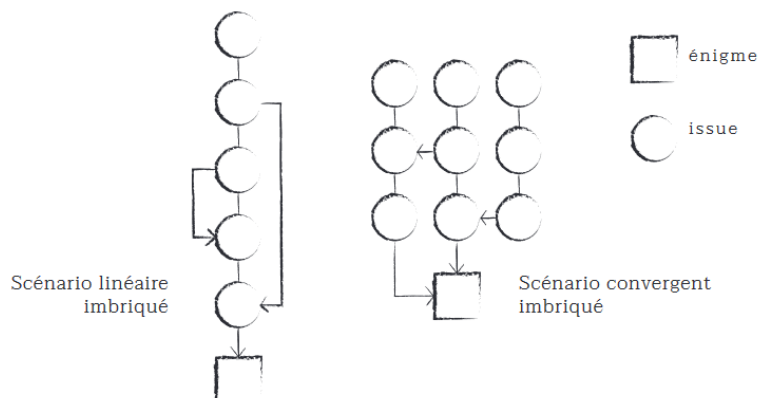 énigme
issue
Scénario linéaire
imbriqué
Scénario convergent
imbriqué